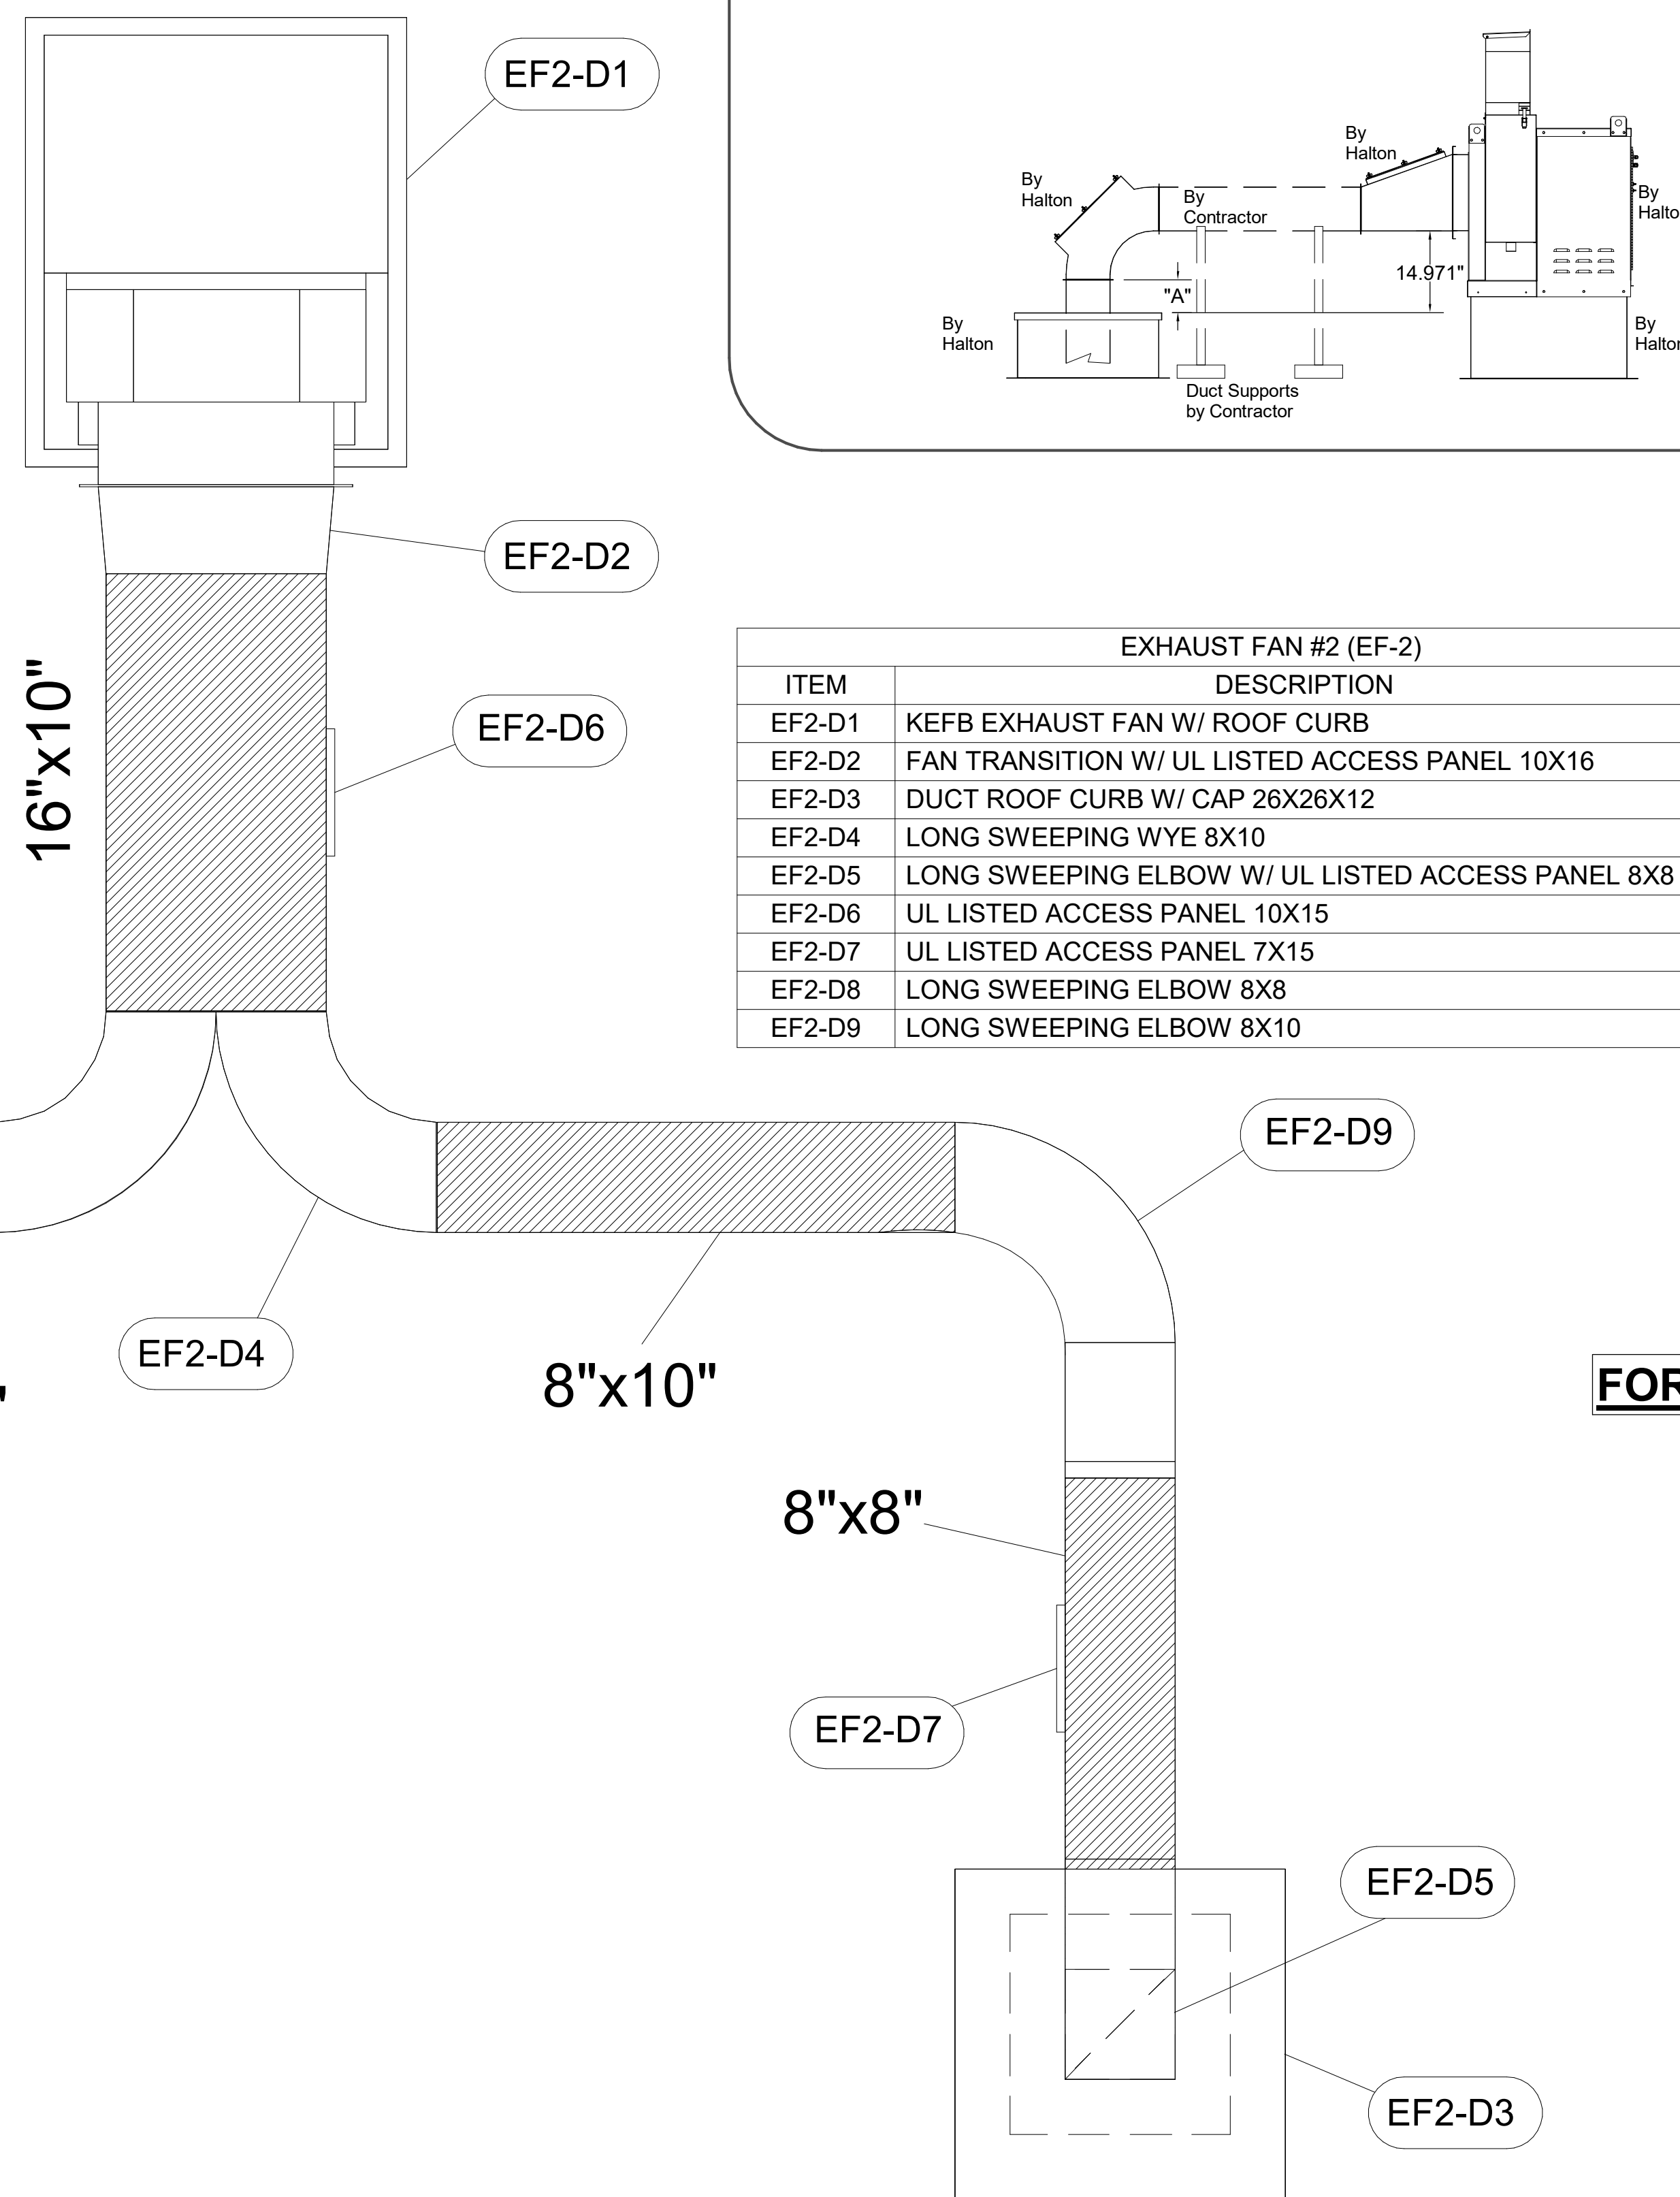 EF2-D1
By
Halton
By
Halton
By
Contractor
By
14.971"
"A"
By
Halton
By
Duct Supports
by Contractor
EF2-D2
16"x10"
EF2-D6
EXHAUST FAN #2 (EF-2)
ITEM DESCRIPTION
EF2-D1 KEFB EXHAUST FAN W/ ROOF CURB
EF2-D2 FAN TRANSITION W/ UL LISTED ACCESS PANEL 10X16
EF2-D3 DUCT ROOF CURB W/ CAP 26X26X12
EF2-D4 LONG SWEEPING WYE 8X10
EF2-D5 LONG SWEEPING ELBOW W/ UL LISTED ACCESS PANEL 8X8
EF2-D6 UL LISTED ACCESS PANEL 10X15
EF2-D7 UL LISTED ACCESS PANEL 7X15
EF2-D8 LONG SWEEPING ELBOW 8X8
EF2-D9 LONG SWEEPING ELBOW 8X10
EF2-D9
EF2-D4
8"x10"
FOR
8"x8"
EF2-D7
EF2-D5
EF2-D3